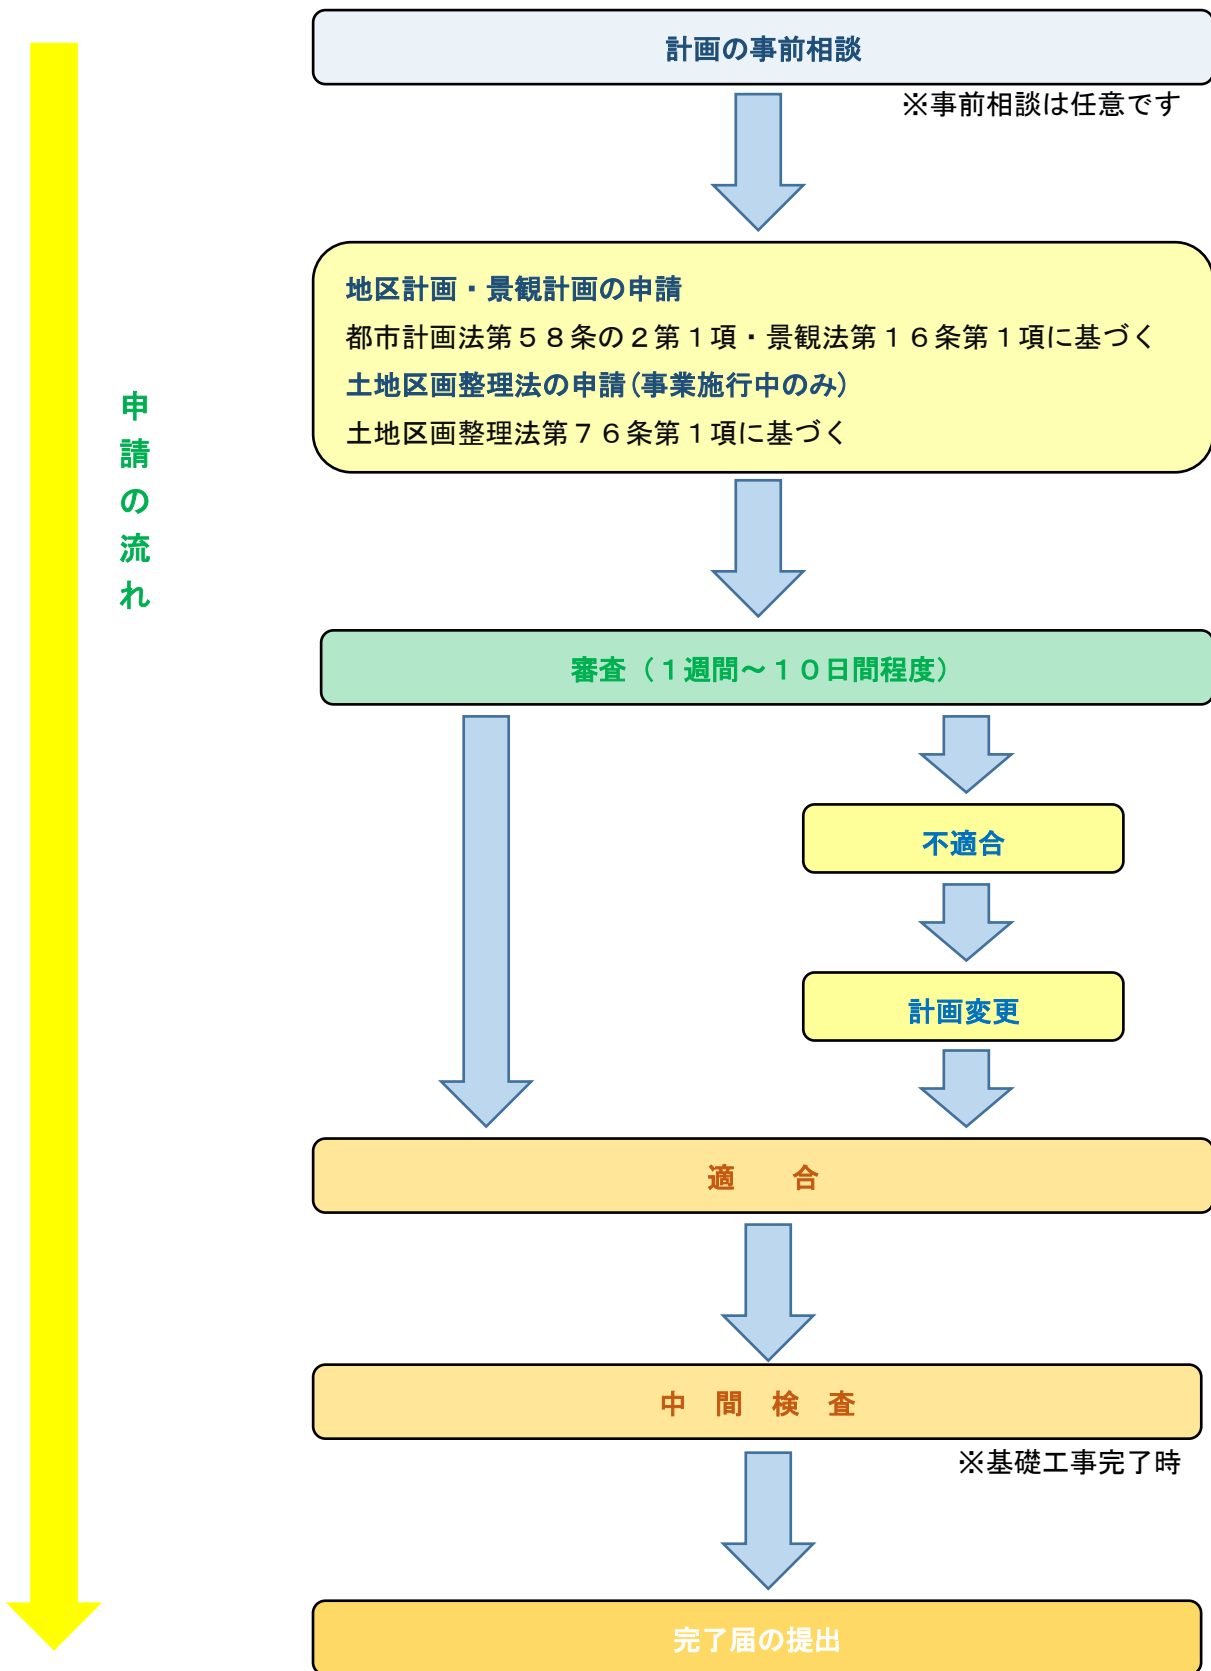 計画の事前相談
※事前相談は任意です
地区計画・景観計画の申請
都市計画法第５８条の２第１項・景観法第１６条第１項に基づく
土地区画整理法の申請(事業施行中のみ)
土地区画整理法第７６条第１項に基づく
申請の流れ
審査（１週間～１０日間程度）
不適合
計画変更
適　　合
中　間　検　査
※基礎工事完了時
完了届の提出